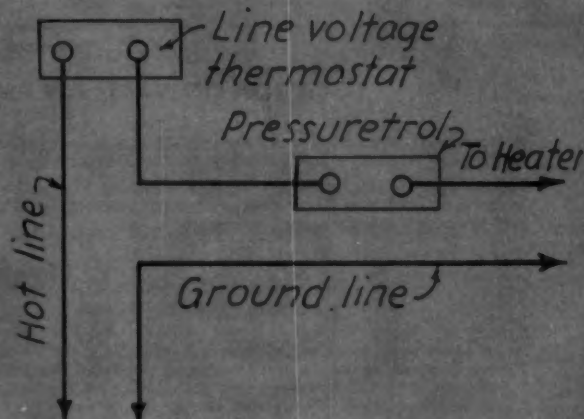 Line voltage
thermostat
Pressuretrol
To Heater
Hot line
Ground line